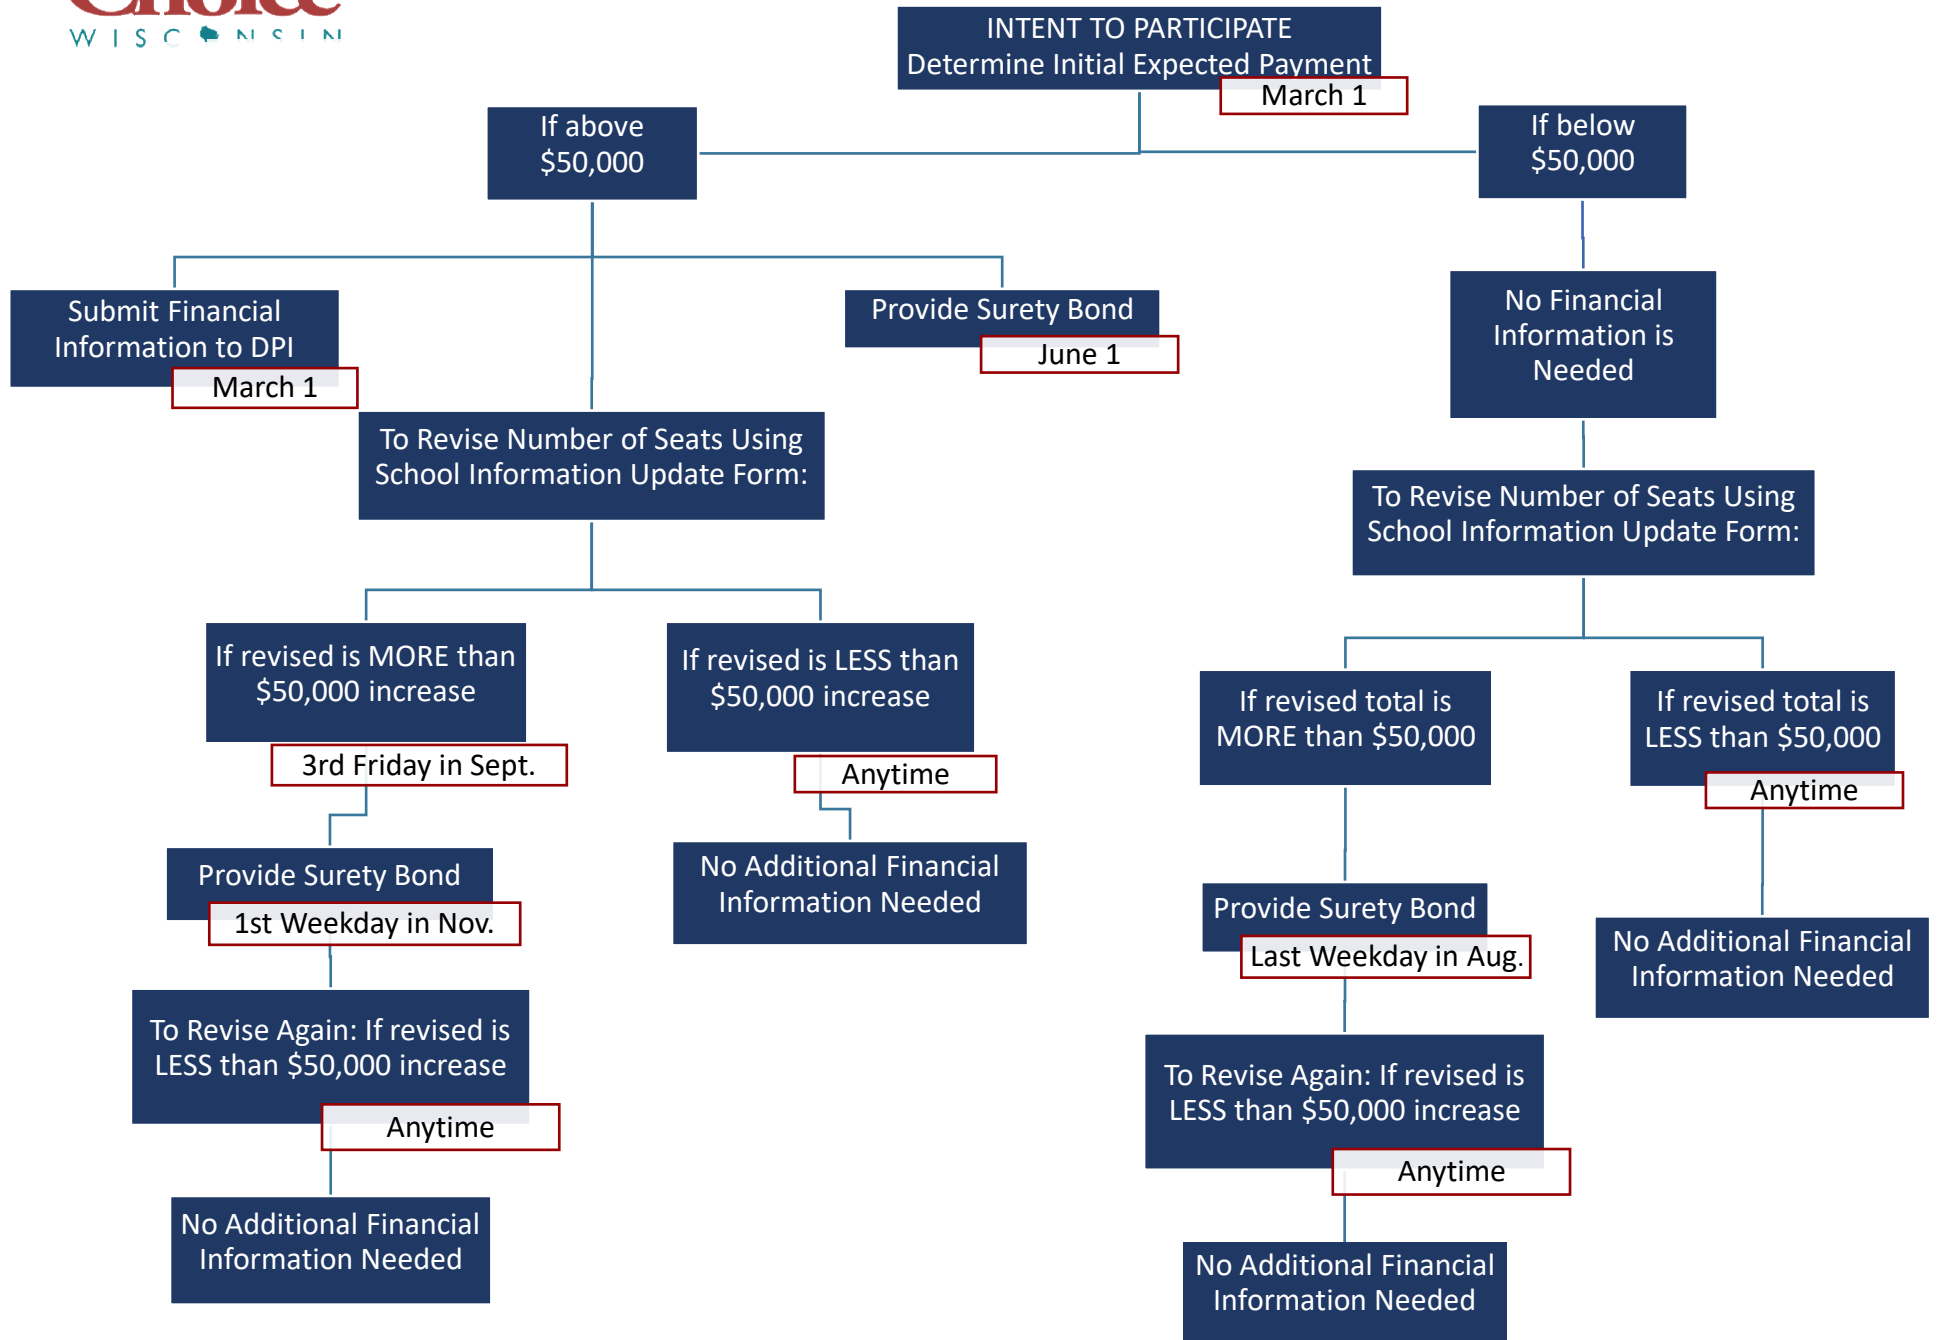 Choice
WISCONSIN
INTENT TO PARTICIPATE
Determine Initial Expected Payment
March 1
If above
$50,000
If below
$50,000
Submit Financial
Information to DPI
March 1
Provide Surety Bond
June 1
No Financial
Information is
Needed
To Revise Number of Seats Using
School Information Update Form:
To Revise Number of Seats Using
School Information Update Form:
If revised is MORE than
$50,000 increase
3rd Friday in Sept.
If revised is LESS than
$50,000 increase
Anytime
If revised total is
MORE than $50,000
If revised total is
LESS than $50,000
Anytime
Provide Surety Bond
1st Weekday in Nov.
No Additional Financial
Information Needed
Provide Surety Bond
Last Weekday in Aug.
No Additional Financial
Information Needed
To Revise Again: If revised is
LESS than $50,000 increase
Anytime
To Revise Again: If revised is
LESS than $50,000 increase
Anytime
No Additional Financial
Information Needed
No Additional Financial
Information Needed